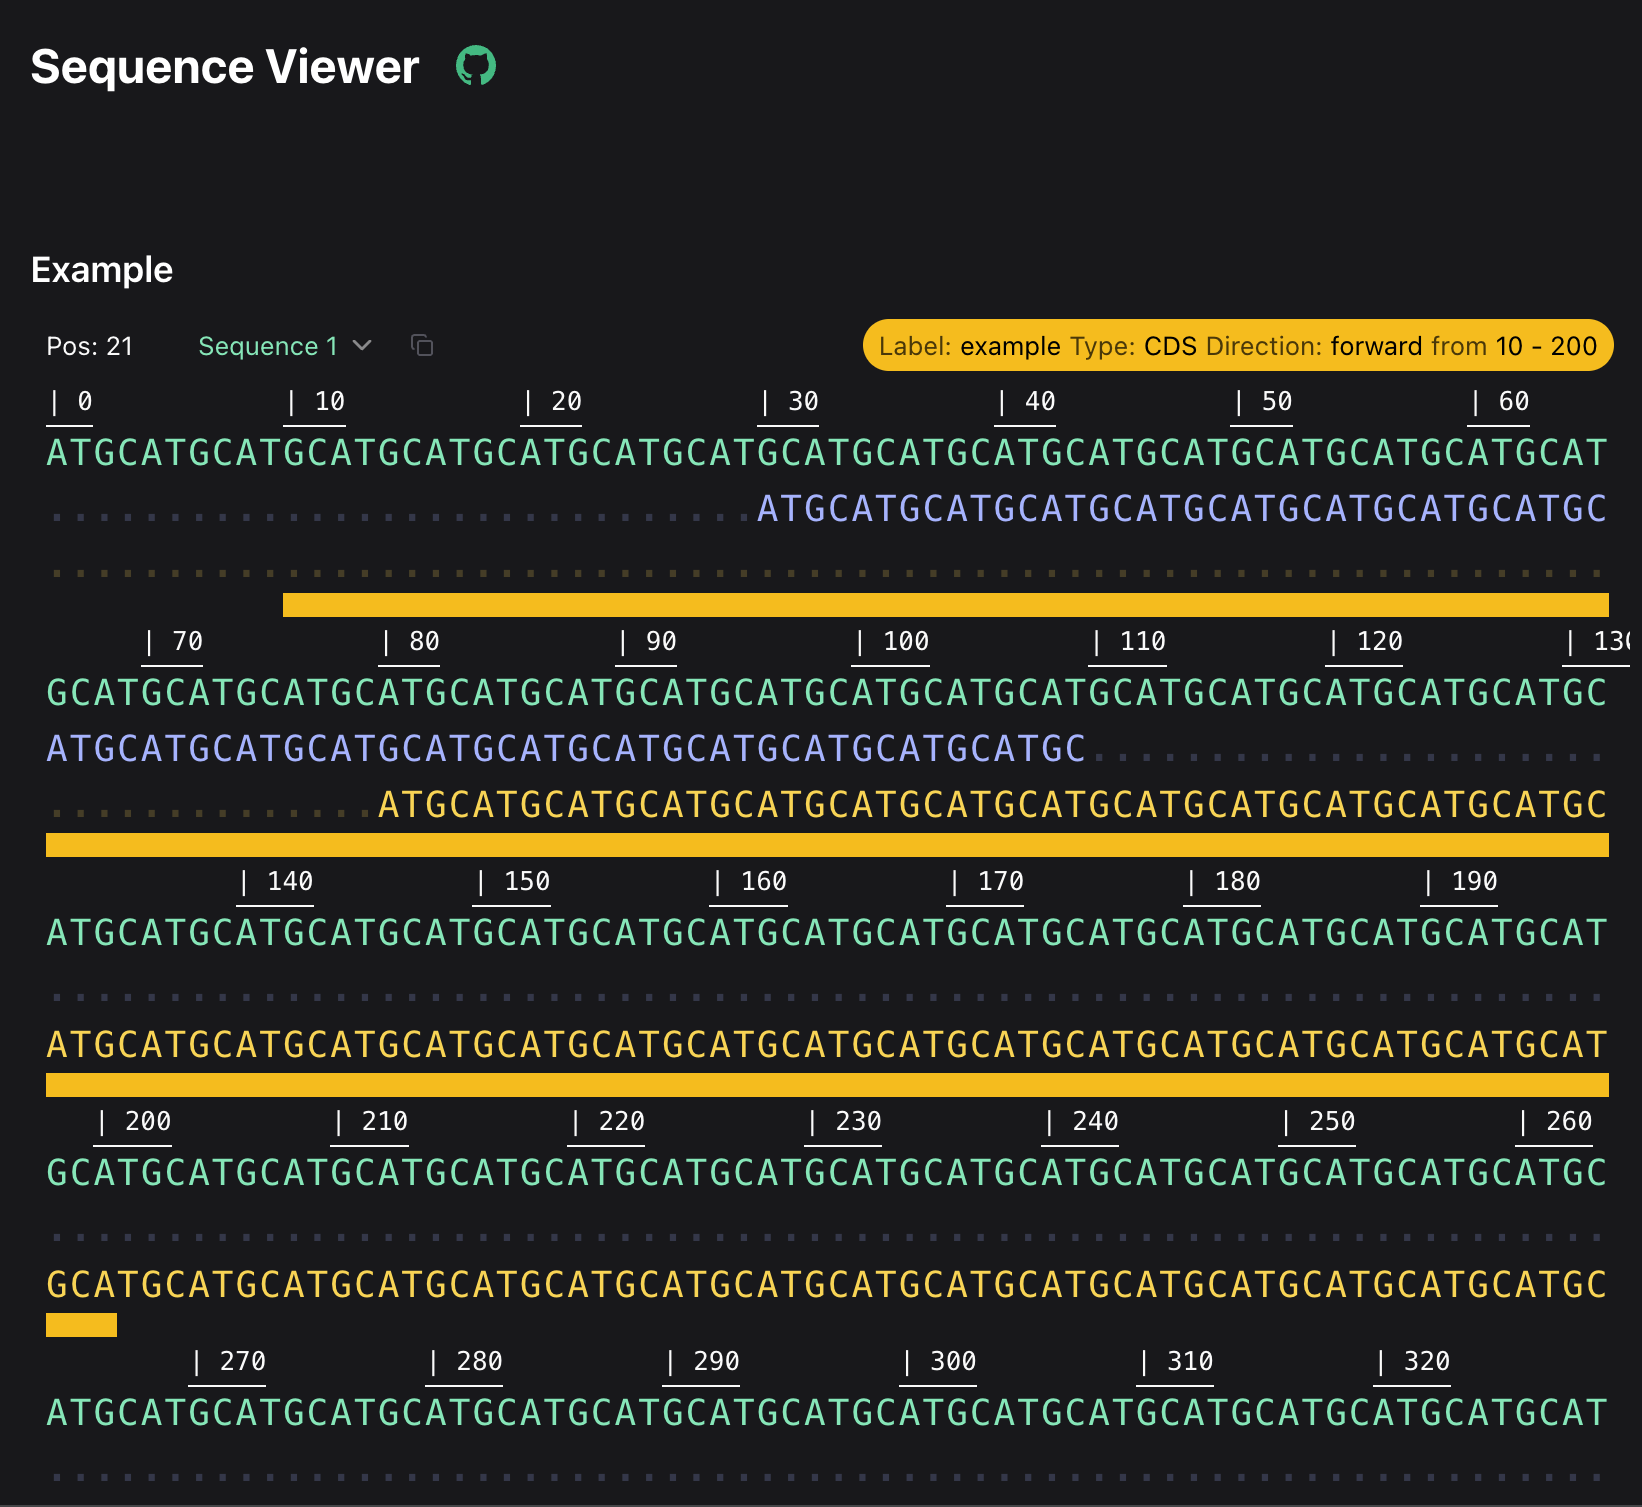 Sequence Viewer
Example
Pos: 21 Sequence 1 Label: example Type: CDS Direction: forward from 10 - 200
| 0 | 10 | 20 | 30 | 40 | 50 | 60
ATGCATGCATGCATGCATGCATGCATGCATGCATGCATGCATGCATGCATGCATGCATGCATGCAT
..............................ATGCATGCATGCATGCATGCATGCATGCATGCATGC
..................................................................
| 70 | 80 | 90 | 100 | 110 | 120 | 130
GCATGCATGCATGCATGCATGCATGCATGCATGCATGCATGCATGCATGCATGCATGCATGCATGC
ATGCATGCATGCATGCATGCATGCATGCATGCATGCATGCATGC......................
..............ATGCATGCATGCATGCATGCATGCATGCATGCATGCATGCATGCATGCATGC
| 140 | 150 | 160 | 170 | 180 | 190
ATGCATGCATGCATGCATGCATGCATGCATGCATGCATGCATGCATGCATGCATGCATGCATGCAT
..................................................................
ATGCATGCATGCATGCATGCATGCATGCATGCATGCATGCATGCATGCATGCATGCATGCATGCAT
| 200 | 210 | 220 | 230 | 240 | 250 | 260
GCATGCATGCATGCATGCATGCATGCATGCATGCATGCATGCATGCATGCATGCATGCATGCATGC
..................................................................
GCATGCATGCATGCATGCATGCATGCATGCATGCATGCATGCATGCATGCATGCATGCATGCATGC
| 270 | 280 | 290 | 300 | 310 | 320
ATGCATGCATGCATGCATGCATGCATGCATGCATGCATGCATGCATGCATGCATGCATGCATGCAT
..................................................................